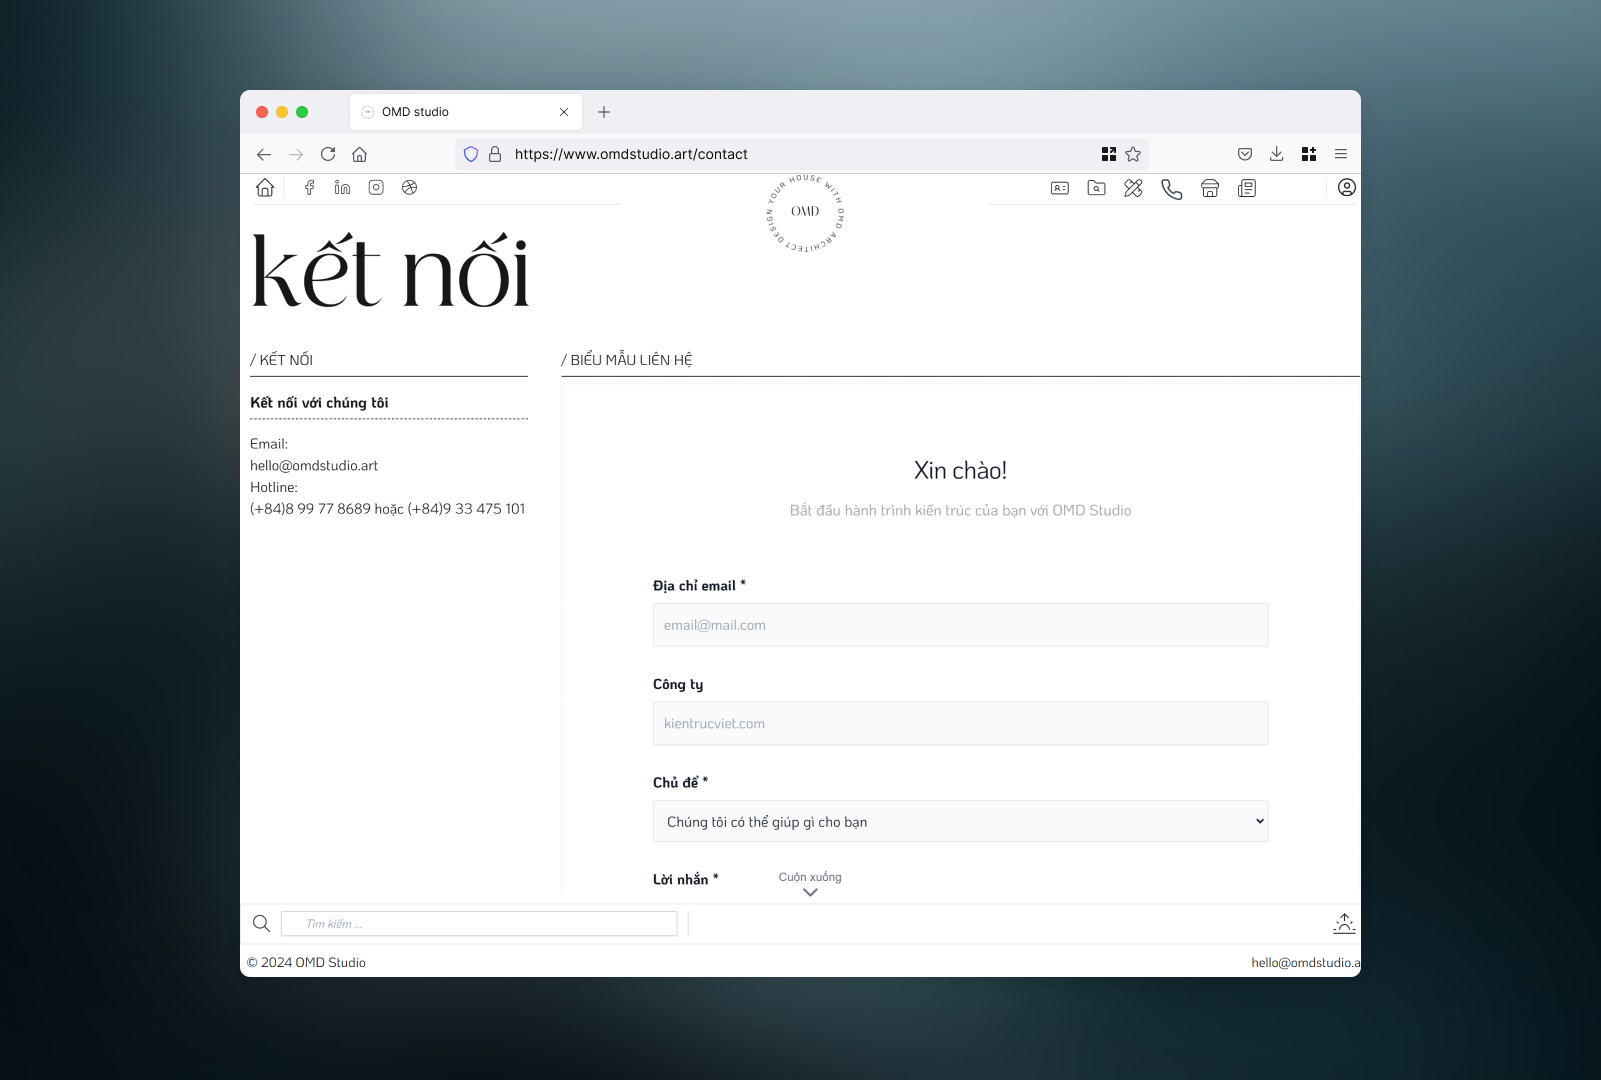 OMD studio
https://www.omdstudio.art/contact
DESIGN YOUR HOUSE WITH OMD ARCHITECT
OMD
kết nối
/ KẾT NỐI
/ BIỂU MẪU LIÊN HỆ
Kết nối với chúng tôi
Email:
hello@omdstudio.art
Hotline:
(+84)8 99 77 8689 hoặc (+84)9 33 475 101
Xin chào!
Bắt đầu hành trình kiến trúc của bạn với OMD Studio
Địa chỉ email *
email@mail.com
Công ty
kientrucviet.com
Chủ để *
Chúng tôi có thể giúp gì cho bạn
Lời nhắn *
Cuộn xuống
Tìm kiếm ...
© 2024 OMD Studio
hello@omdstudio.a